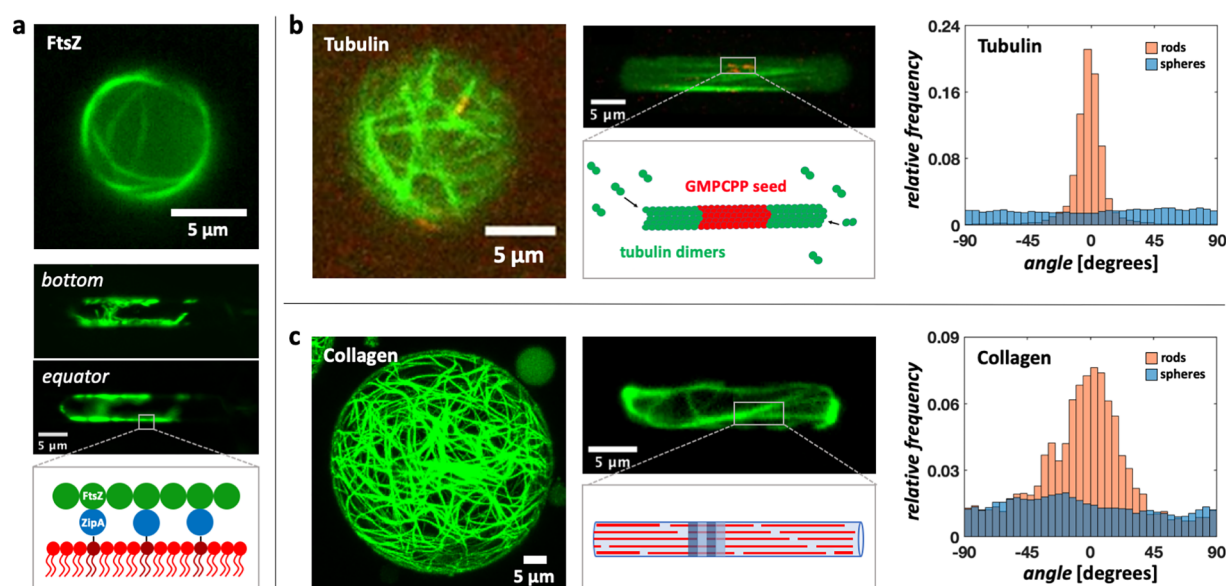 a
FtsZ
5 μm
bottom
equator
5 μm
FtsZ
ZipA
b
Tubulin
5 μm
5 μm
GMPCPP seed
tubulin dimers
0.24
0.16
0.08
0
relative frequency
Tubulin
rods
spheres
-90 -45 0 45 90
angle [degrees]
c
Collagen
5 μm
5 μm
0.09
0.06
0.03
0
relative frequency
Collagen
rods
spheres
-90 -45 0 45 90
angle [degrees]